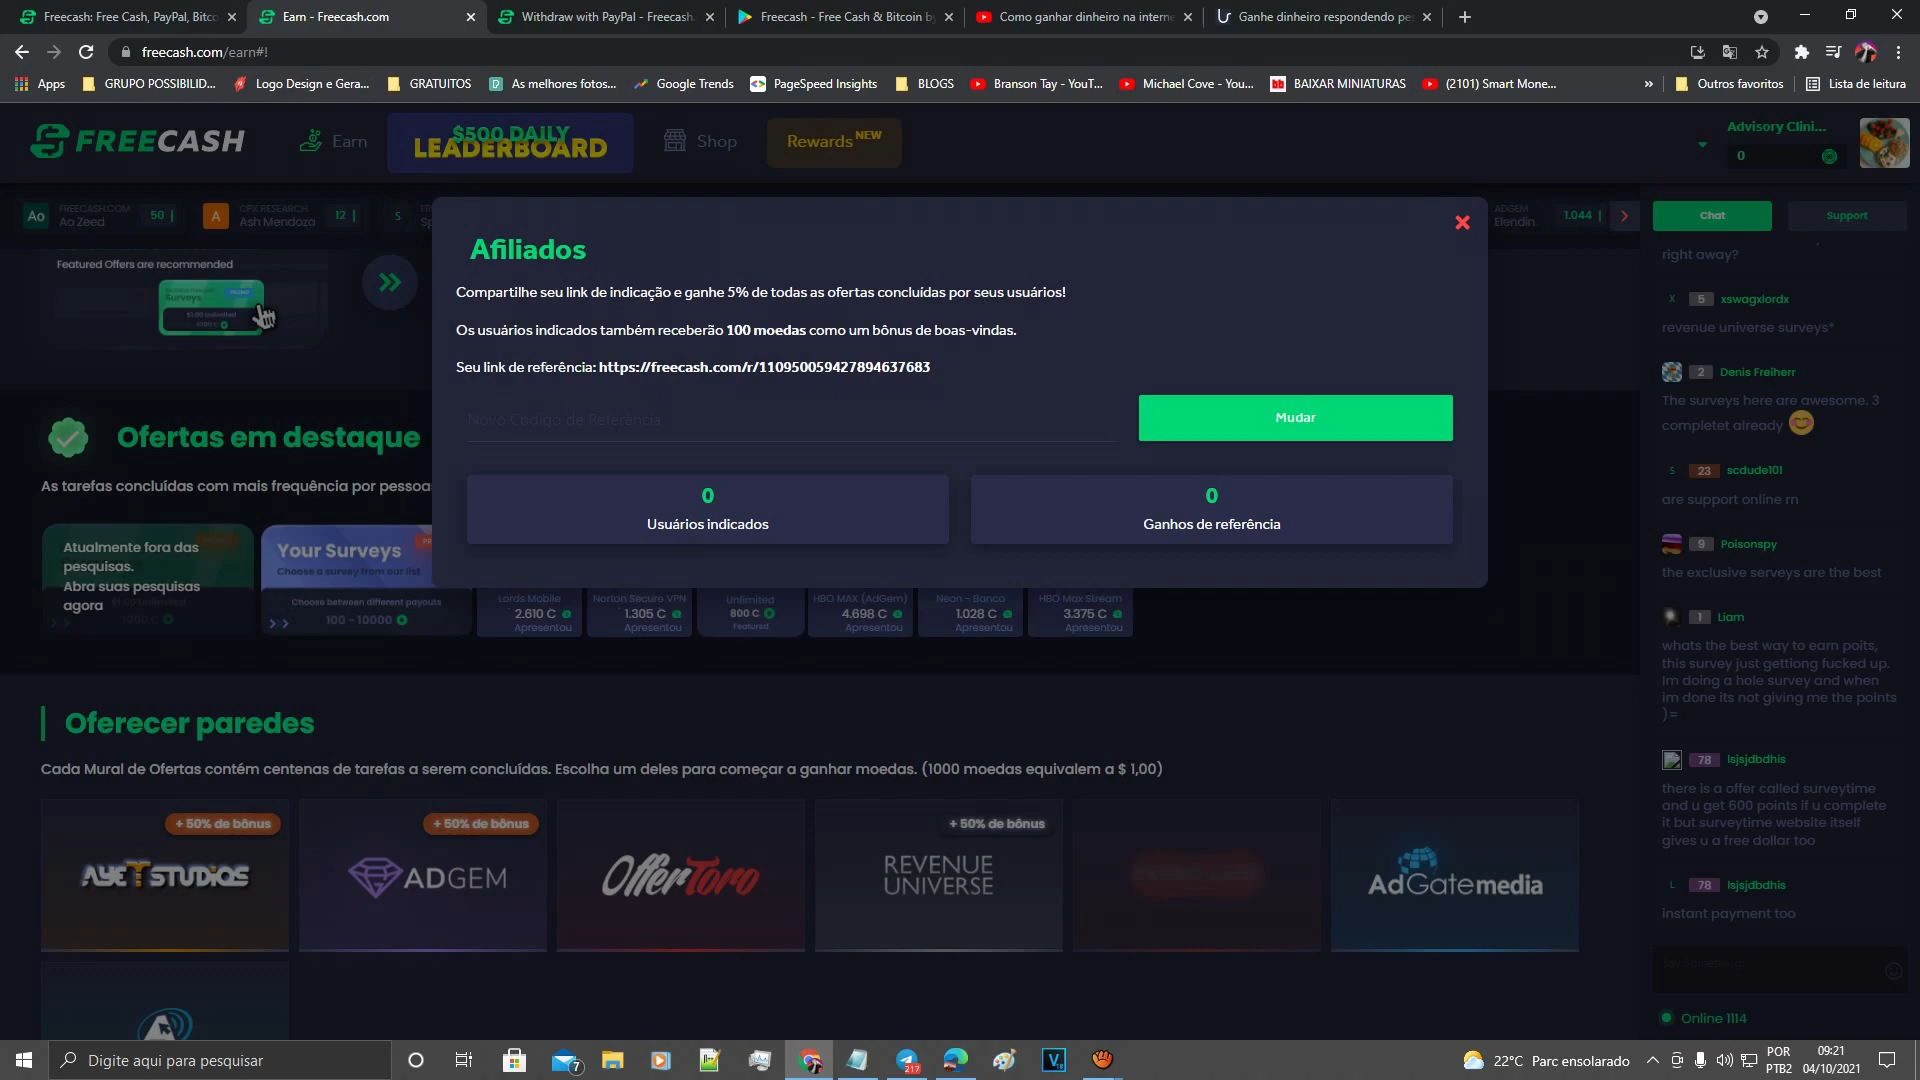 Freecash: Free Cash, PayPal, Bitco
Earn - Freecash.com
Withdraw with PayPal - Freecash.
Freecash - Free Cash & Bitcoin by
Como ganhar dinheiro na interne
Ganhe dinheiro respondendo pe
freecash.com/earn#!
Apps
GRUPO POSSIBILID...
Logo Design e Gera...
GRATUITOS
As melhores fotos...
Google Trends
PageSpeed Insights
BLOGS
Branson Tay - YouT...
Michael Cove - You...
BAIXAR MINIATURAS
(2101) Smart Mone...
»
Outros favoritos
Lista de leitura
FREECASH
Earn
$500 DAILY
LEADERBOARD
Shop
Rewards NEW
Advisory Clini...
0
Ao
FREECASH.COM
Ao Zeed
50
A
CPX RESEARCH
Ash Mendoza
12
S
ADGEM
Elendin.
1.044
Chat
Support
Featured Offers are recommended
Surveys
Afiliados
Compartilhe seu link de indicação e ganhe 5% de todas as ofertas concluídas por seus usuários!
Os usuários indicados também receberão 100 moedas como um bônus de boas-vindas.
Seu link de referência: https://freecash.com/r/110950059427894637683
Novo Código de Referência
Mudar
0
Usuários indicados
0
Ganhos de referência
Ofertas em destaque
As tarefas concluídas com mais frequência por pessoa
Atualmente fora das
pesquisas.
Abra suas pesquisas
agora
Your Surveys
Choose a survey from our list
Choose between different payouts
100 - 10000
Lords Mobile
2.610 C
Apresentou
Norton Secure VPN
1.305 C
Apresentou
Unlimited
800 C
Featured
HBO MAX (AdGem)
4.698 C
Apresentou
Neon - Banco
1.028 C
Apresentou
HBO Max Stream
3.375 C
Apresentou
Oferecer paredes
Cada Mural de Ofertas contém centenas de tarefas a serem concluídas. Escolha um deles para começar a ganhar moedas. (1000 moedas equivalem a $ 1,00)
+ 50% de bônus
AYET STUDIOS
+ 50% de bônus
ADGEM
OfferToro
+ 50% de bônus
REVENUE
UNIVERSE
AdGatemedia
right away?
X 5 xswagxlordx
revenue universe surveys*
2 Denis Freiherr
The surveys here are awesome. 3
completet already
S 23 scdude101
are support online rn
9 Poisonspy
the exclusive serveys are the best
1 Liam
whats the best way to earn poits,
this survey just gettiong fucked up.
Im doing a hole survey and when
im done its not giving me the points
)=
78 lsjsjdbdhis
there is a offer called surveytime
and u get 600 points if u complete
it but surveytime website itself
gives u a free dollar too
L 78 lsjsjdbdhis
instant payment too
Online 1114
Digite aqui para pesquisar
7
217
22°C Parc ensolarado
POR
PTB2
09:21
04/10/2021